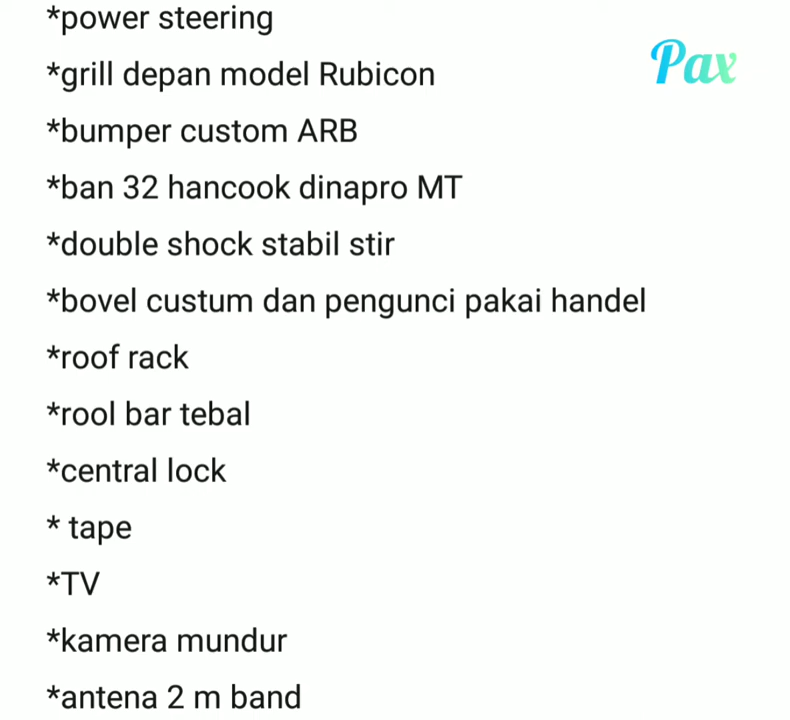 *power steering
Pax
*grill depan model Rubicon
*bumper custom ARB
*ban 32 hancook dinapro MT
*double shock stabil stir
*bovel custum dan pengunci pakai handel
*roof rack
*rool bar tebal
*central lock
* tape
*TV
*kamera mundur
*antena 2 m band